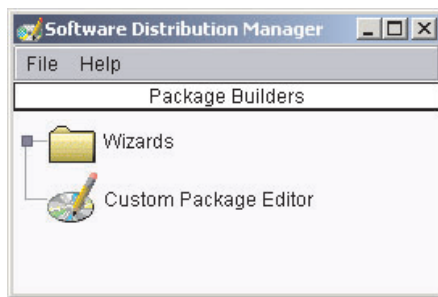 Software Distribution Manager
File Help
Package Builders
Wizards
Custom Package Editor